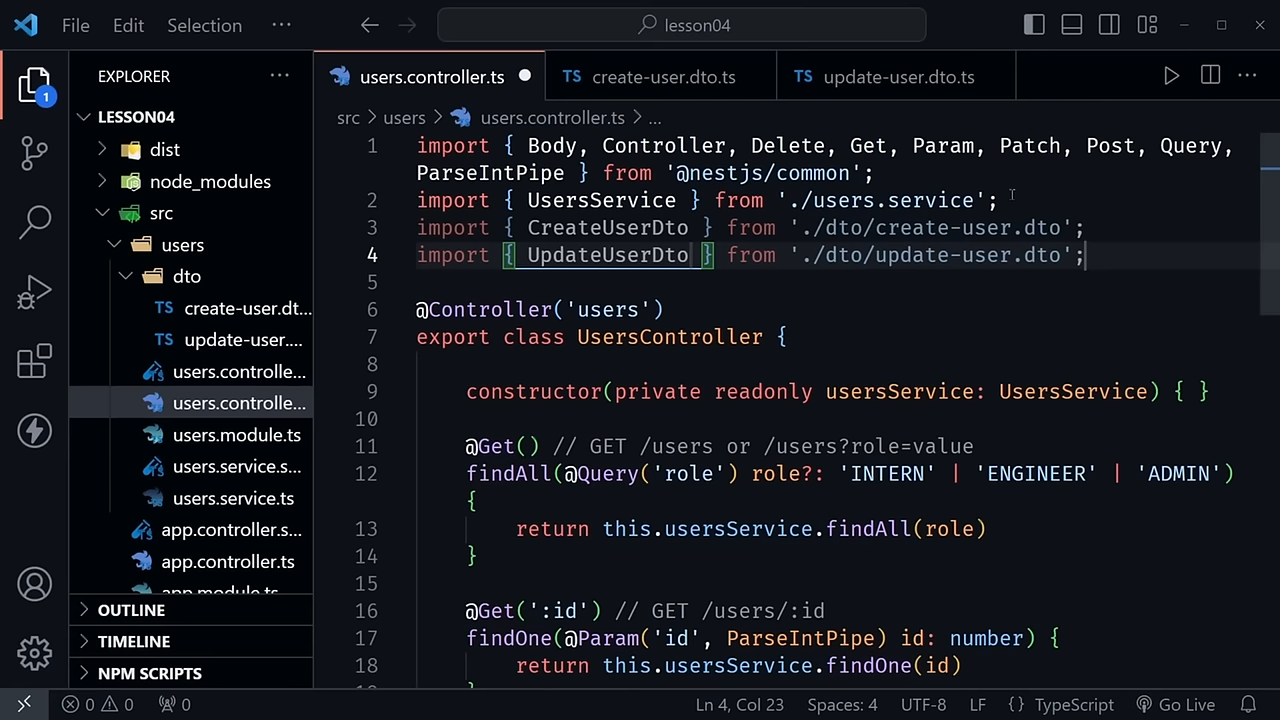 File Edit Selection ···
lesson04
EXPLORER ···
LESSON04
dist
node_modules
src
users
dto
TS create-user.dt...
TS update-user....
users.controlle...
users.controlle...
users.module.ts
users.service.s...
users.service.ts
app.controller.s...
app.controller.ts
app.module.ts
OUTLINE
TIMELINE
NPM SCRIPTS
1
users.controller.ts
TS create-user.dto.ts
TS update-user.dto.ts
···
src > users > users.controller.ts > ...
1 import { Body, Controller, Delete, Get, Param, Patch, Post, Query,
ParseIntPipe } from '@nestjs/common';
2 import { UsersService } from './users.service';
3 import { CreateUserDto } from './dto/create-user.dto';
4 import { UpdateUserDto } from './dto/update-user.dto';
5
6 @Controller('users')
7 export class UsersController {
8
9 constructor(private readonly usersService: UsersService) { }
10
11 @Get() // GET /users or /users?role=value
12 findAll(@Query('role') role?: 'INTERN' | 'ENGINEER' | 'ADMIN')
{
13 return this.usersService.findAll(role)
14 }
15
16 @Get(':id') // GET /users/:id
17 findOne(@Param('id', ParseIntPipe) id: number) {
18 return this.usersService.findOne(id)
0 0 0 Ln 4, Col 23 Spaces: 4 UTF-8 LF {} TypeScript Go Live